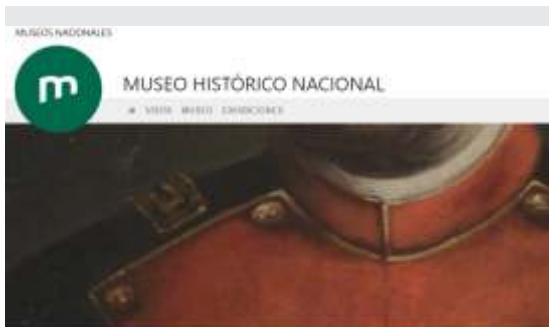 MUSEOS NACIONALES
m
MUSEO HISTÓRICO NACIONAL
VISITA MUSEO EXHIBICIONES